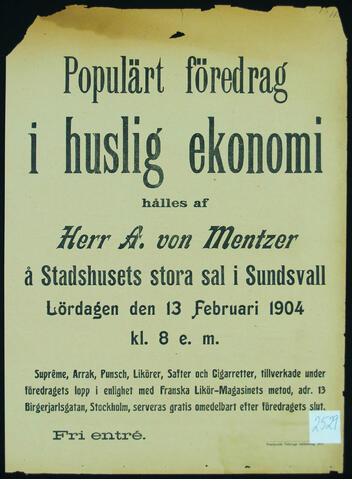 Populärt föredrag
i huslig ekonomi
hålles af
Herr A. von Mentzer
å Stadshusets stora sal i Sundsvall
Lördagen den 13 Februari 1904
kl. 8 e. m.
Suprême, Arrak, Punsch, Likörer, Safter och Cigarretter, tillverkade under
föredragets lopp i enlighet med Franska Likör-Magasinets metod, adr. 13
Birgerjarlsgatan, Stockholm, serveras gratis omedelbart efter föredragets slut.
Fri entré.
2529